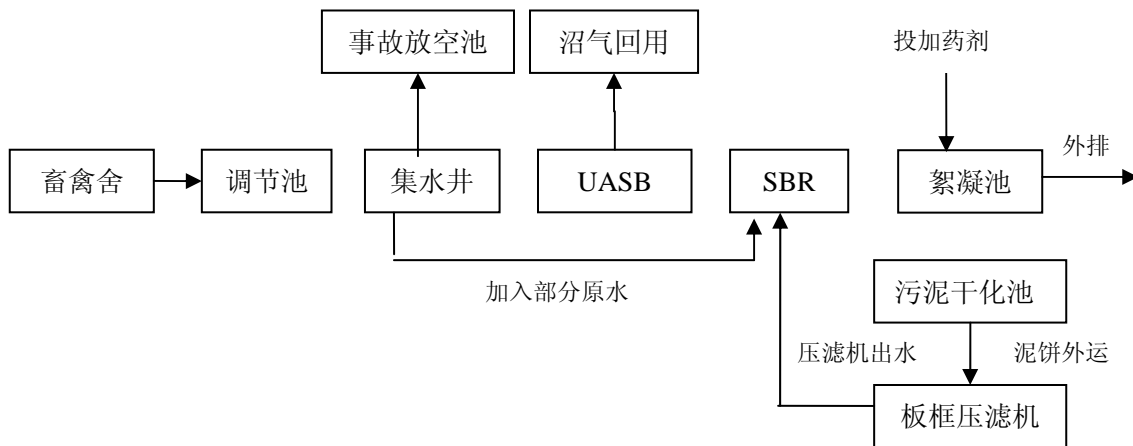 事故放空池
沼气回用
投加药剂
畜禽舍
调节池
集水井
UASB
SBR
絮凝池
外排
加入部分原水
污泥干化池
压滤机出水
泥饼外运
板框压滤机